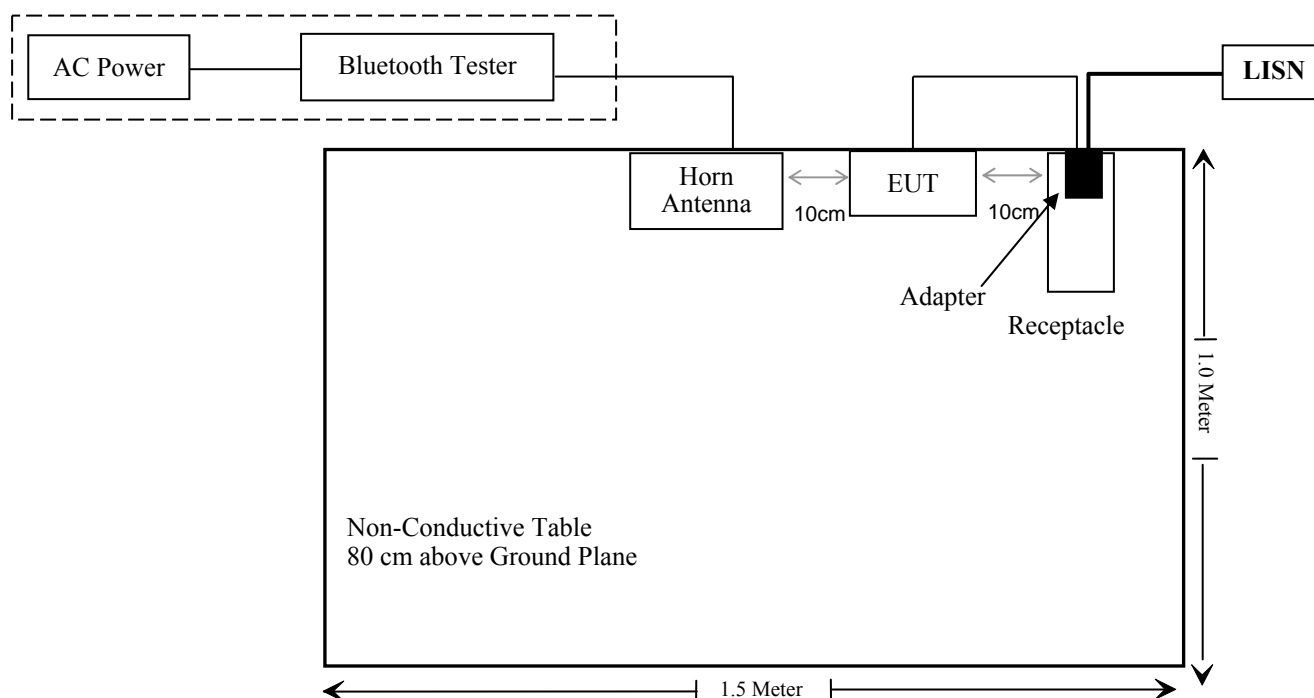 AC Power
Bluetooth Tester
LISN
Horn
Antenna
10cm
EUT
10cm
Adapter
Receptacle
1.0 Meter
Non-Conductive Table
80 cm above Ground Plane
1.5 Meter